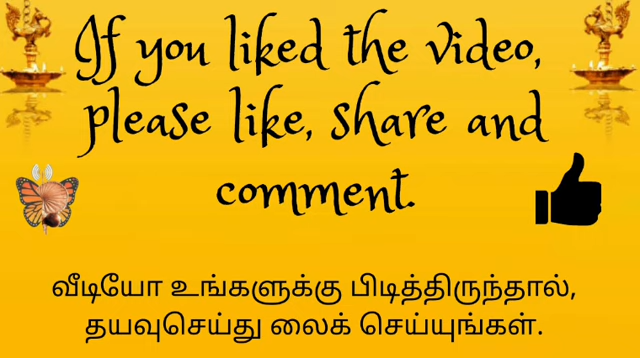 If you liked the video,
please like, share and
comment.
வீடியோ உங்களுக்கு பிடித்திருந்தால்,
தயவுசெய்து லைக் செய்யுங்கள்.